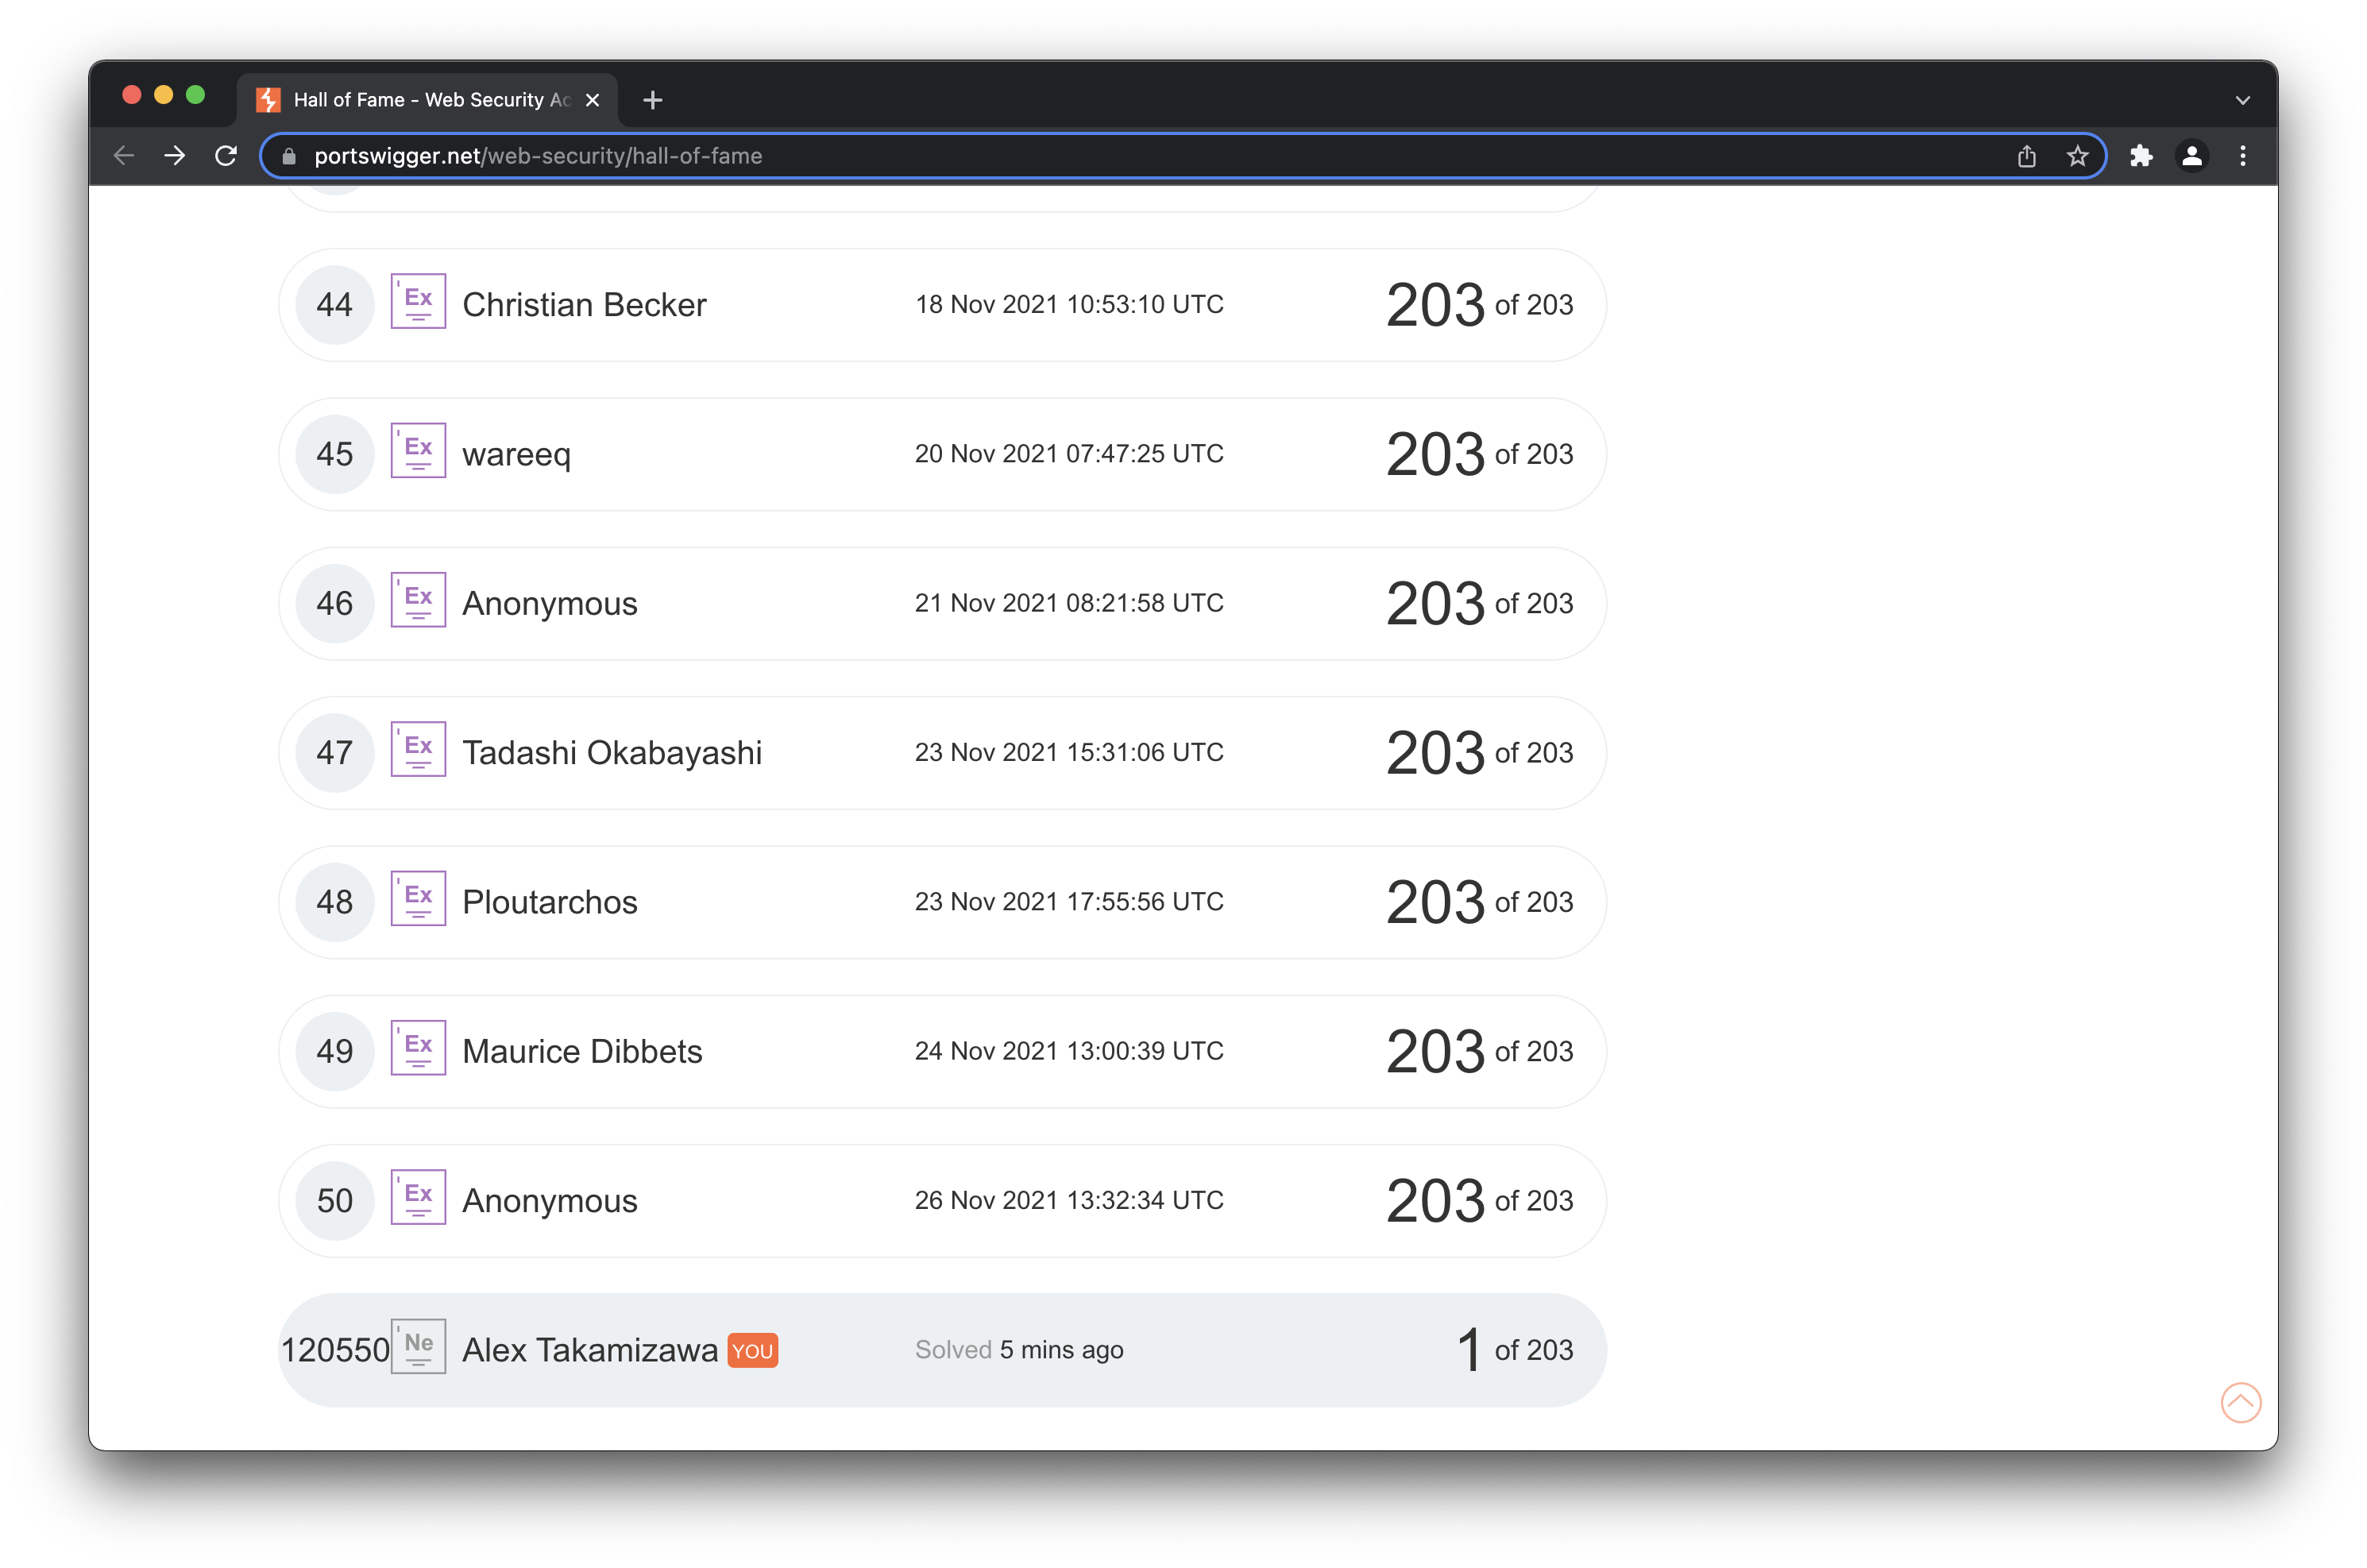 Hall of Fame - Web Security Ac
portswigger.net/web-security/hall-of-fame
44 Ex Christian Becker 18 Nov 2021 10:53:10 UTC 203 of 203
45 Ex wareeq 20 Nov 2021 07:47:25 UTC 203 of 203
46 Ex Anonymous 21 Nov 2021 08:21:58 UTC 203 of 203
47 Ex Tadashi Okabayashi 23 Nov 2021 15:31:06 UTC 203 of 203
48 Ex Ploutarchos 23 Nov 2021 17:55:56 UTC 203 of 203
49 Ex Maurice Dibbets 24 Nov 2021 13:00:39 UTC 203 of 203
50 Ex Anonymous 26 Nov 2021 13:32:34 UTC 203 of 203
120550 Ne Alex Takamizawa YOU Solved 5 mins ago 1 of 203